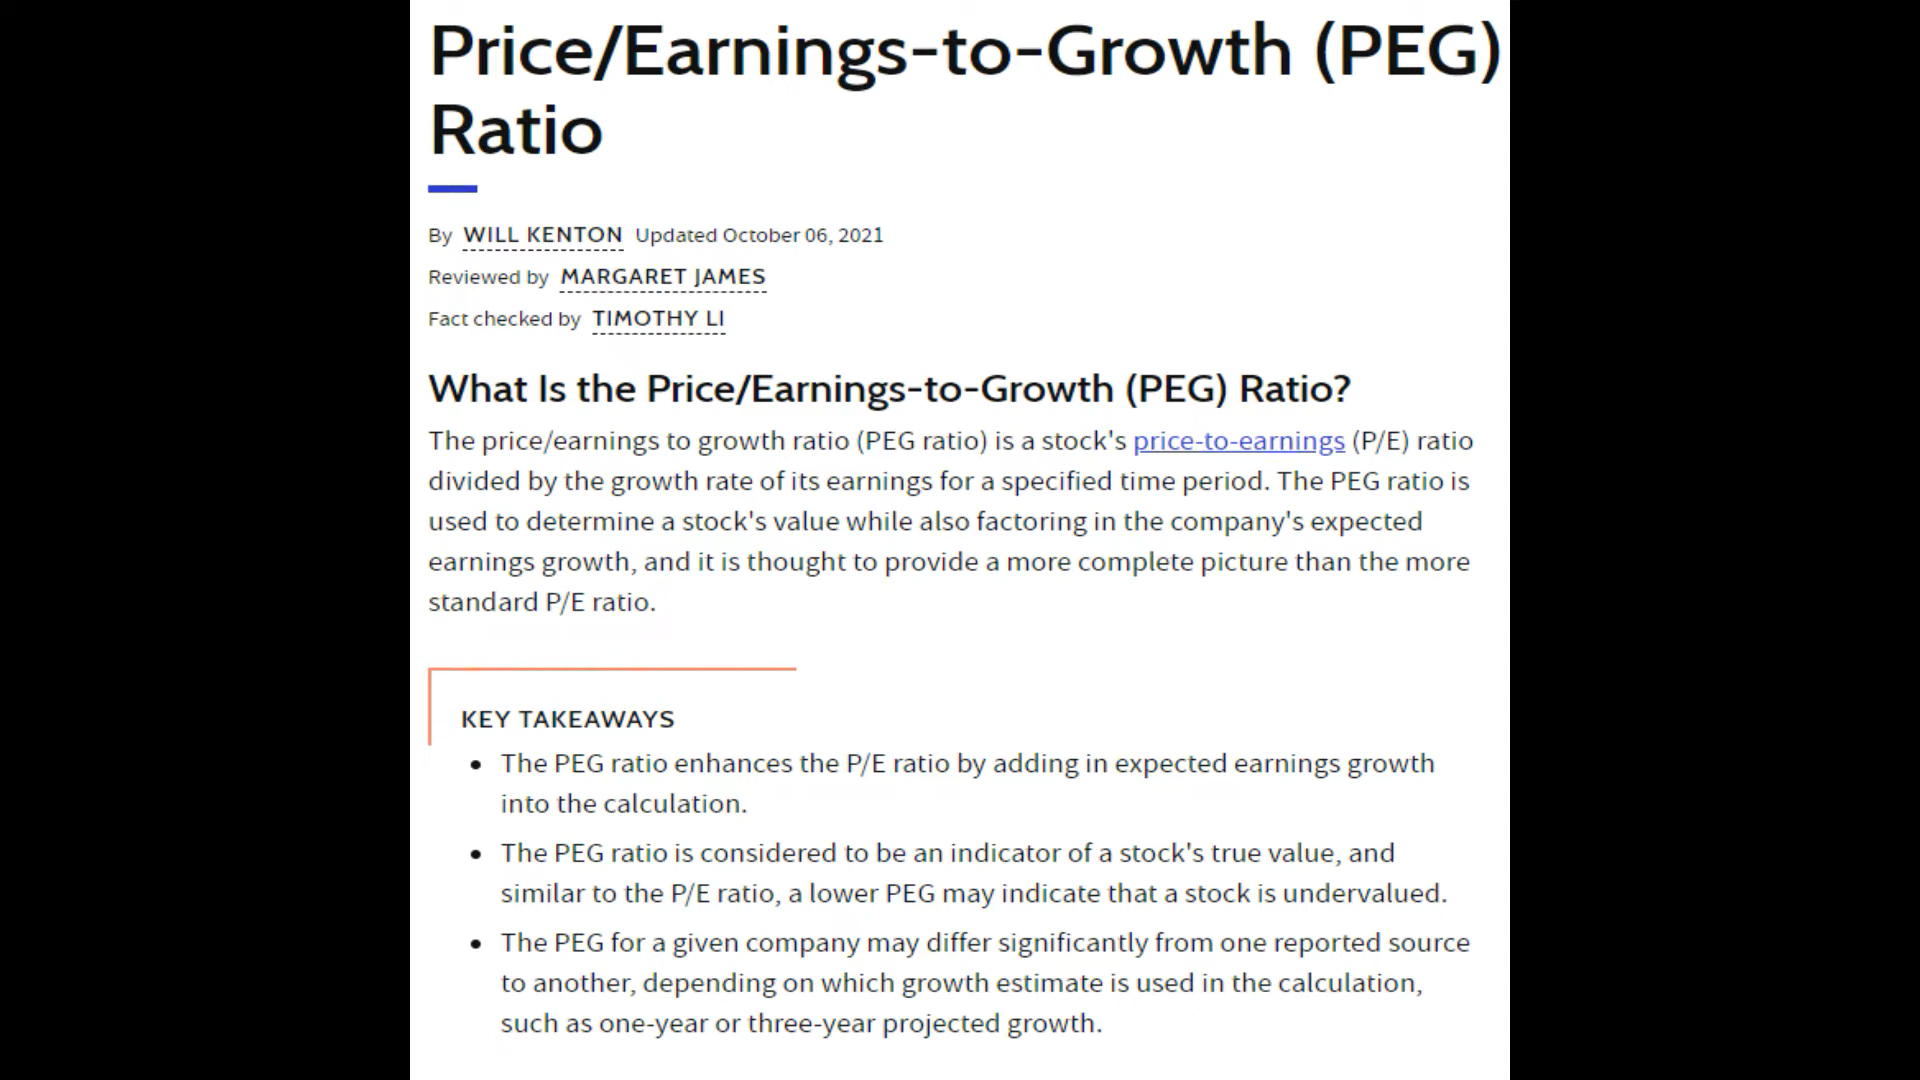 Price/Earnings-to-Growth (PEG)
Ratio
By WILL KENTON Updated October 06, 2021
Reviewed by MARGARET JAMES
Fact checked by TIMOTHY LI
What Is the Price/Earnings-to-Growth (PEG) Ratio?
The price/earnings to growth ratio (PEG ratio) is a stock's price-to-earnings (P/E) ratio
divided by the growth rate of its earnings for a specified time period. The PEG ratio is
used to determine a stock's value while also factoring in the company's expected
earnings growth, and it is thought to provide a more complete picture than the more
standard P/E ratio.
KEY TAKEAWAYS
• The PEG ratio enhances the P/E ratio by adding in expected earnings growth
into the calculation.
• The PEG ratio is considered to be an indicator of a stock's true value, and
similar to the P/E ratio, a lower PEG may indicate that a stock is undervalued.
• The PEG for a given company may differ significantly from one reported source
to another, depending on which growth estimate is used in the calculation,
such as one-year or three-year projected growth.